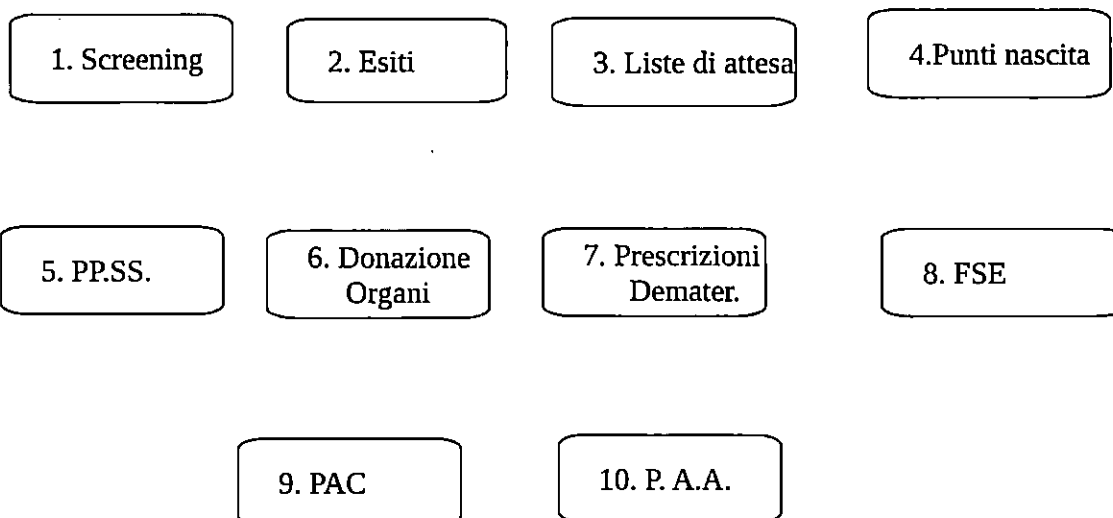 1. Screening
2. Esiti
3. Liste di attesa
4.Punti nascita
5. PP.SS.
6. Donazione
Organi
7. Prescrizioni
Demater.
8. FSE
9. PAC
10. P. A.A.